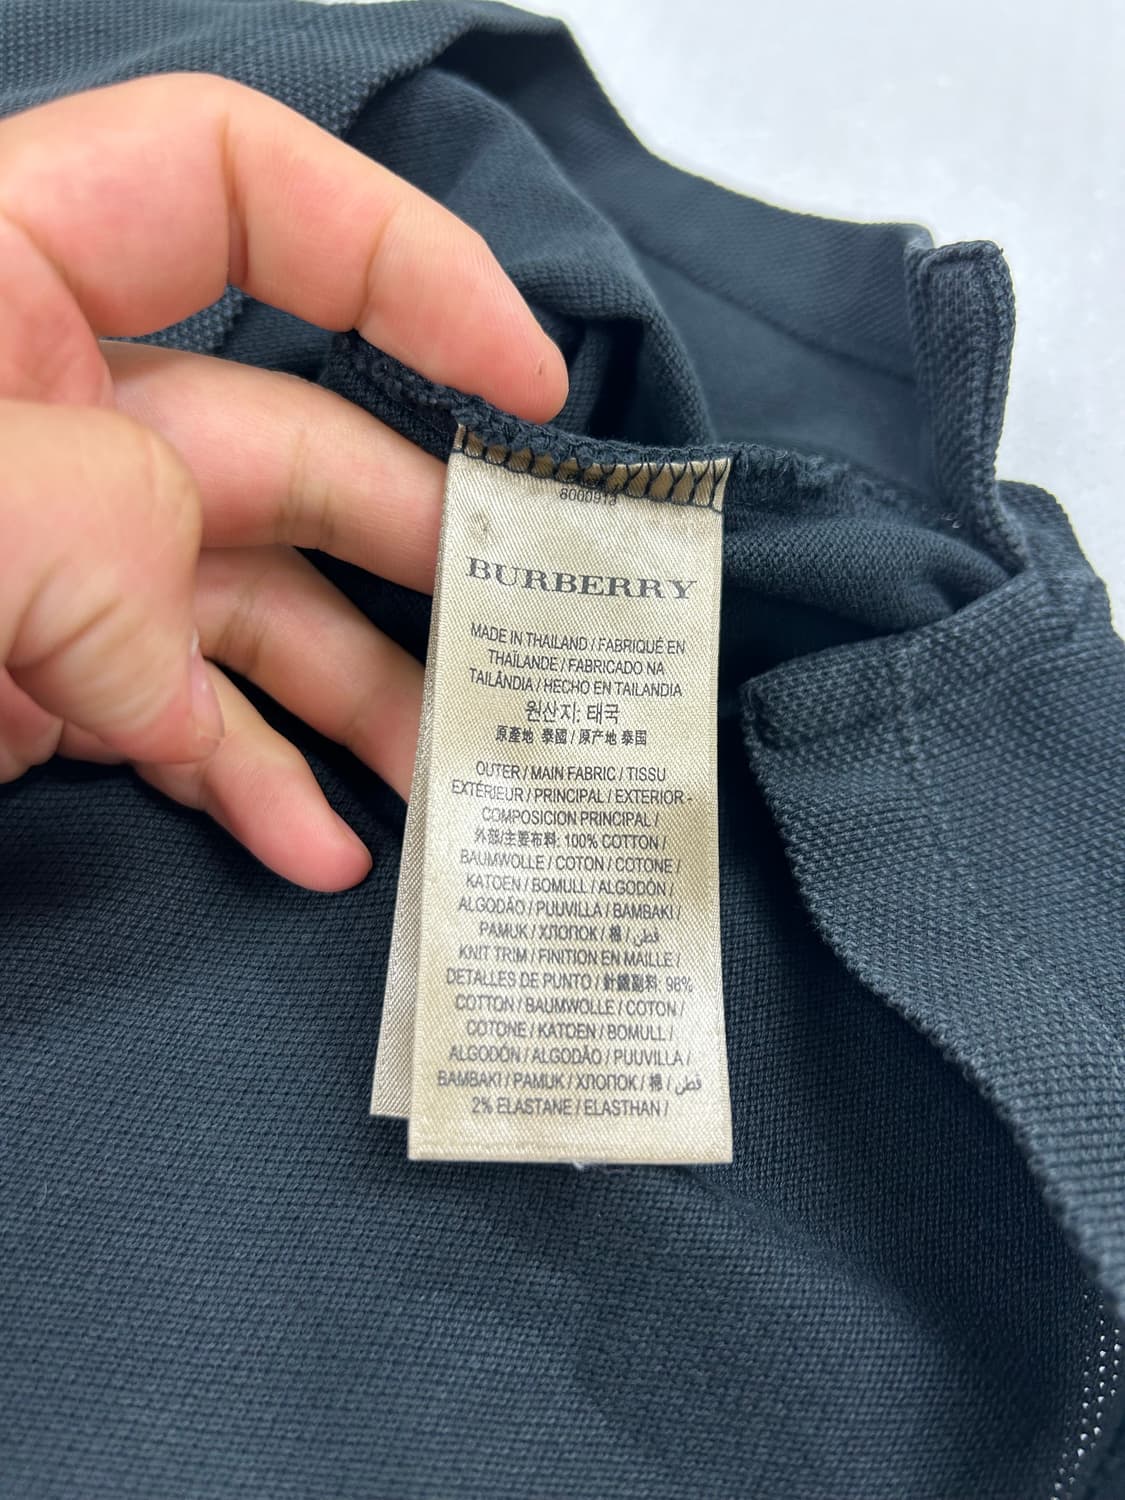 8000913
BURBERRY
MADE IN THAILAND / FABRIQUÉ EN
THAÏLANDE / FABRICADO NA
TAILÂNDIA / HECHO EN TAILANDIA
원산지: 태국
原產地 泰國 / 原产地 泰国
OUTER / MAIN FABRIC / TISSU
EXTÉRIEUR / PRINCIPAL / EXTERIOR -
COMPOSICION PRINCIPAL /
外部/主要布料: 100% COTTON /
BAUMWOLLE / COTON / COTONE /
KATOEN / BOMULL / ALGODÓN /
ALGODÃO / PUUVILLA / BAMBAKI /
PAMUK / ХЛОПОК / 棉 / قطن /
KNIT TRIM / FINITION EN MAILLE /
DETALLES DE PUNTO / 針織副料: 98%
COTTON / BAUMWOLLE / COTON /
COTONE / KATOEN / BOMULL /
ALGODÓN / ALGODÃO / PUUVILLA /
BAMBAKI / PAMUK / ХЛОПОК / 棉 / قطن /
2% ELASTANE / ELASTHAN /